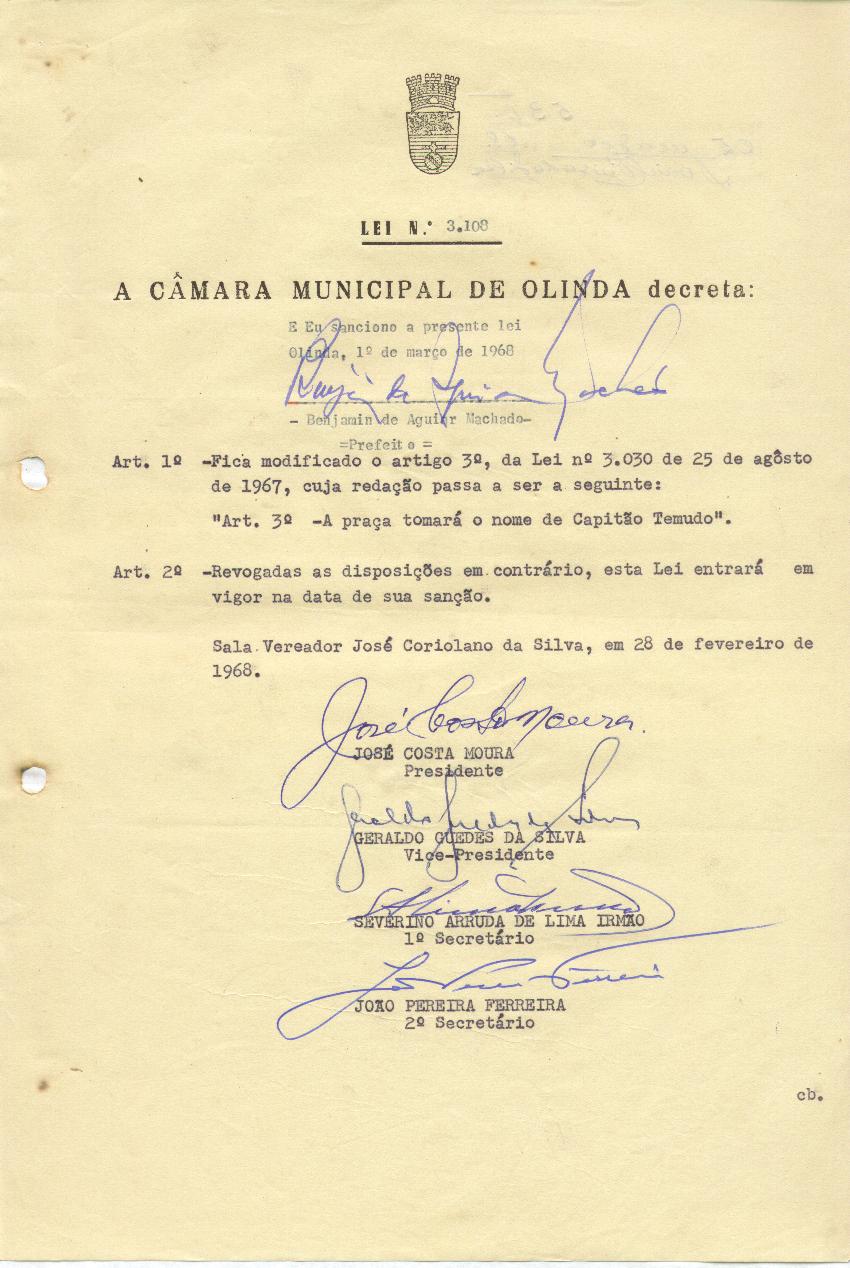 LEI N.º 3.108
A CÂMARA MUNICIPAL DE OLINDA decreta:
E Eu sanciono a presente lei
Olinda, 1º de março de 1968
- Benjamin de Aguiar Machado-
=Prefeito =
Art. 1º -Fica modificado o artigo 3º, da Lei nº 3.030 de 25 de agôsto
de 1967, cuja redação passa a ser a seguinte:
"Art. 3º -A praça tomará o nome de Capitão Temudo".
Art. 2º -Revogadas as disposições em contrário, esta Lei entrará em
vigor na data de sua sanção.
Sala Vereador José Coriolano da Silva, em 28 de fevereiro de
1968.
José Costa Moura
JOSÉ COSTA MOURA
Presidente
Geraldo Guedes da Silva
GERALDO GUEDES DA SILVA
Vice-Presidente
SEVERINO ARRUDA DE LIMA IRMÃO
1º Secretário
JOÃO PEREIRA FERREIRA
2º Secretário
cb.